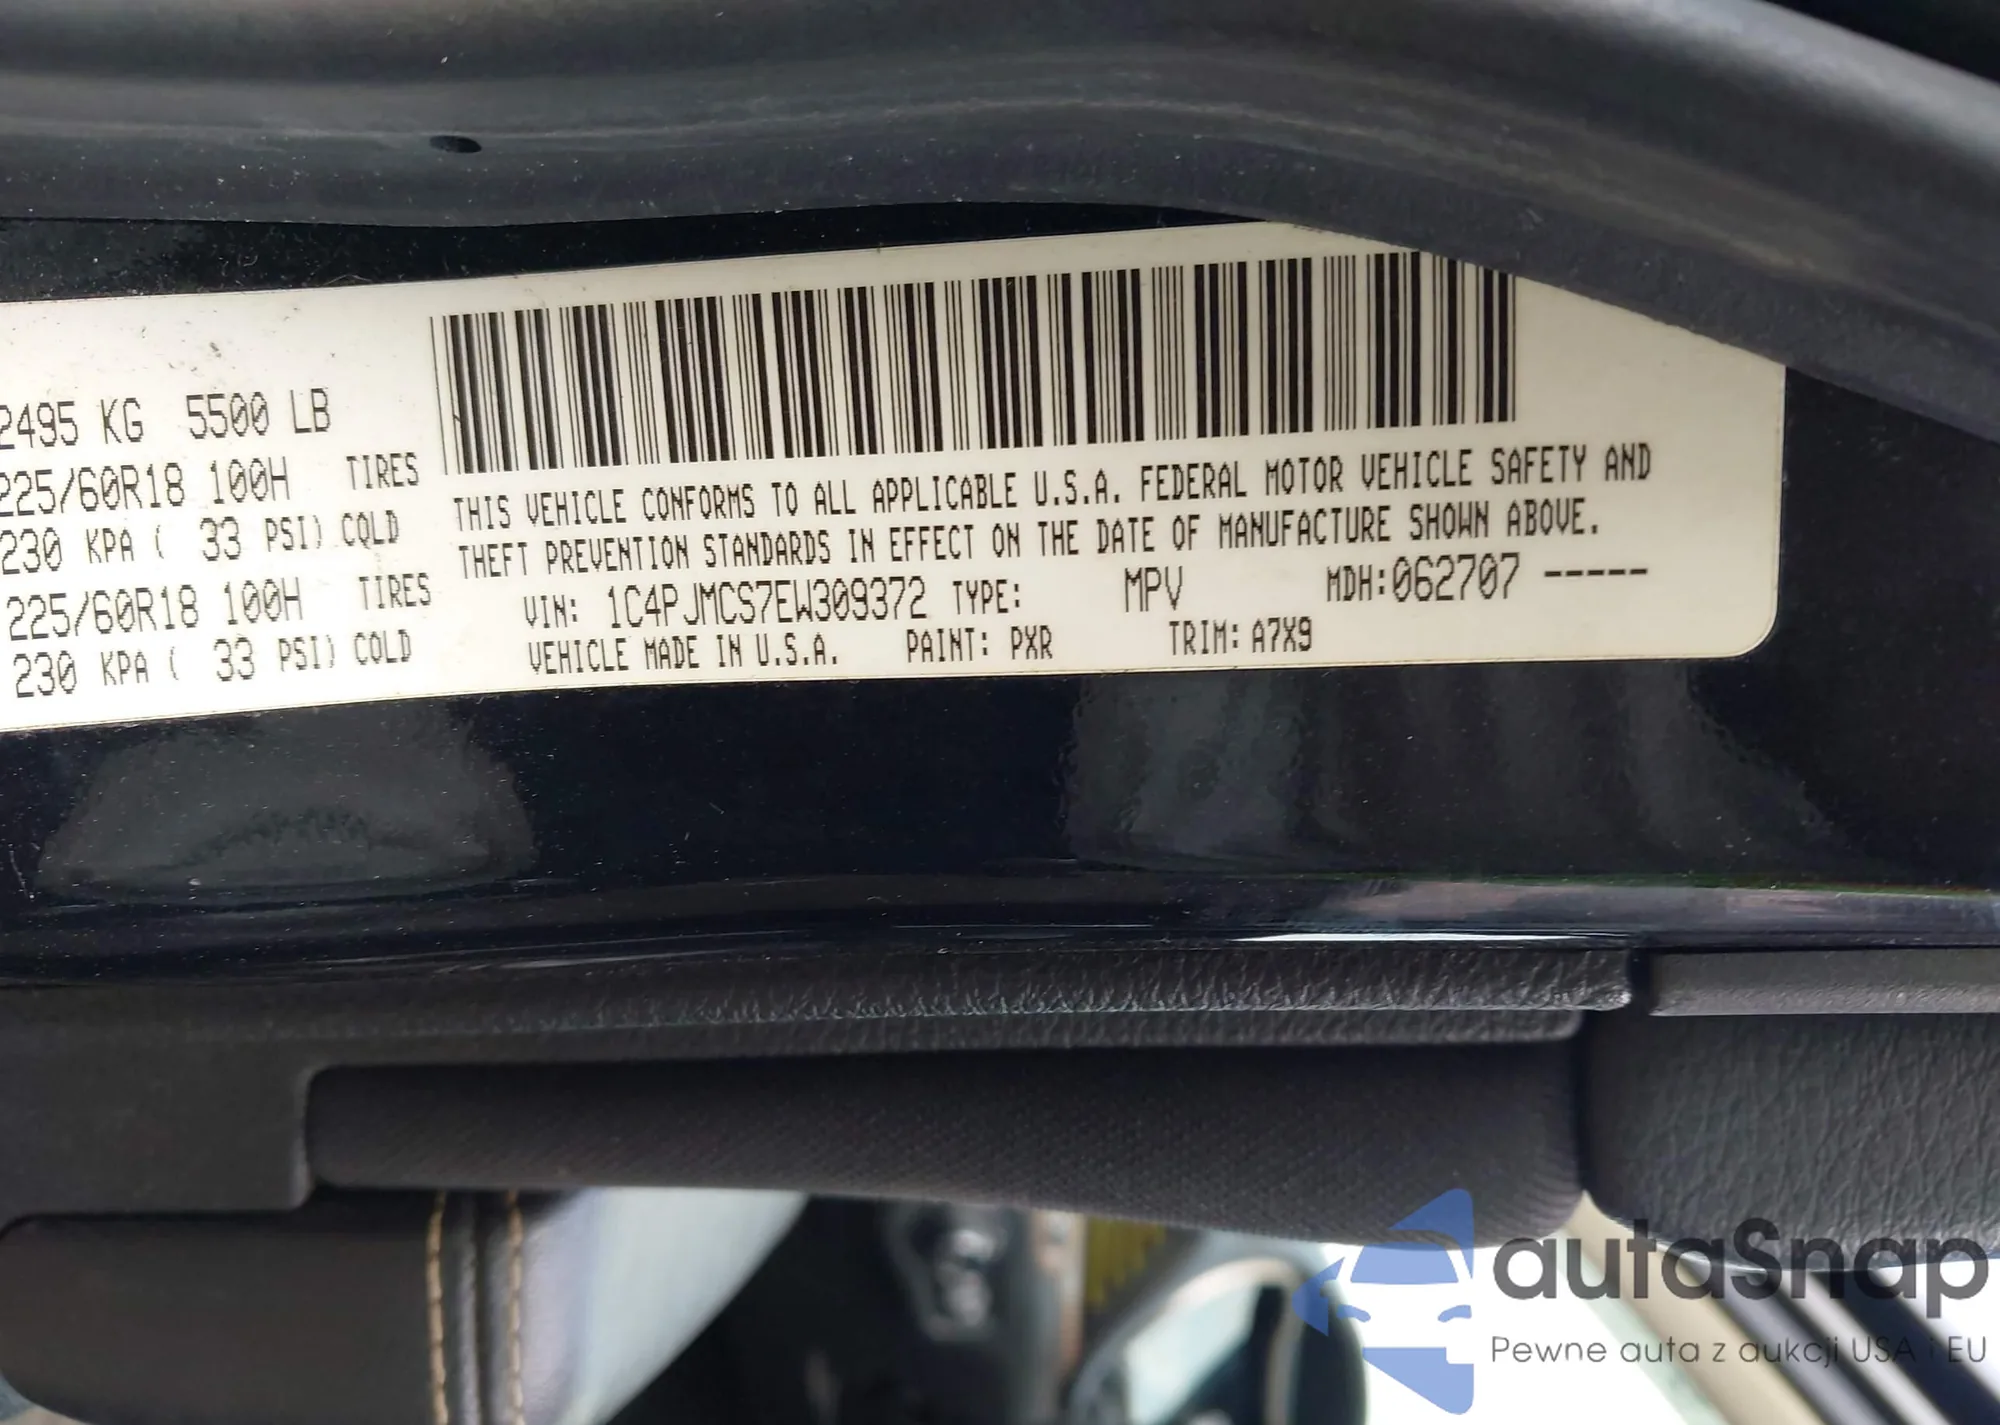 2495 KG 5500 LB
225/60R18 100H TIRES
230 KPA ( 33 PSI) COLD
225/60R18 100H TIRES
230 KPA ( 33 PSI) COLD
THIS VEHICLE CONFORMS TO ALL APPLICABLE U.S.A. FEDERAL MOTOR VEHICLE SAFETY AND
THEFT PREVENTION STANDARDS IN EFFECT ON THE DATE OF MANUFACTURE SHOWN ABOVE.
VIN: 1C4PJMCS7EW309372 TYPE: MPV MDH:062707 -----
VEHICLE MADE IN U.S.A. PAINT: PXR TRIM: A7X9
autaSnap
Pewne auta z aukcji USA i EU